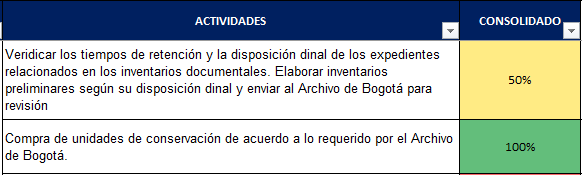 ACTIVIDADES CONSOLIDADO
Veridicar los tiempos de retención y la disposición dinal de los expedientes
relacionados en los inventarios documentales. Elaborar inventarios
preliminares según su disposición dinal y enviar al Archivo de Bogotá para
revisión
50%
Compra de unidades de conservación de acuerdo a lo requerido por el Archivo
de Bogotá.
100%